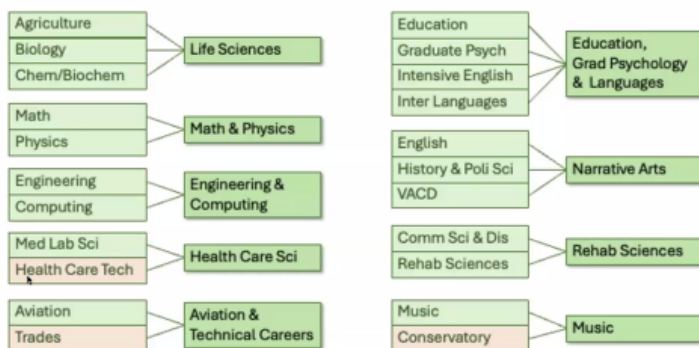 Agriculture
Biology
Chem/Biochem
Life Sciences
Math
Physics
Math & Physics
Engineering
Computing
Engineering &
Computing
Med Lab Sci
Health Care Tech
Health Care Sci
Aviation
Trades
Aviation &
Technical Careers
Education
Graduate Psych
Intensive English
Inter Languages
Education,
Grad Psychology
& Languages
English
History & Poli Sci
VACD
Narrative Arts
Comm Sci & Dis
Rehab Sciences
Rehab Sciences
Music
Conservatory
Music